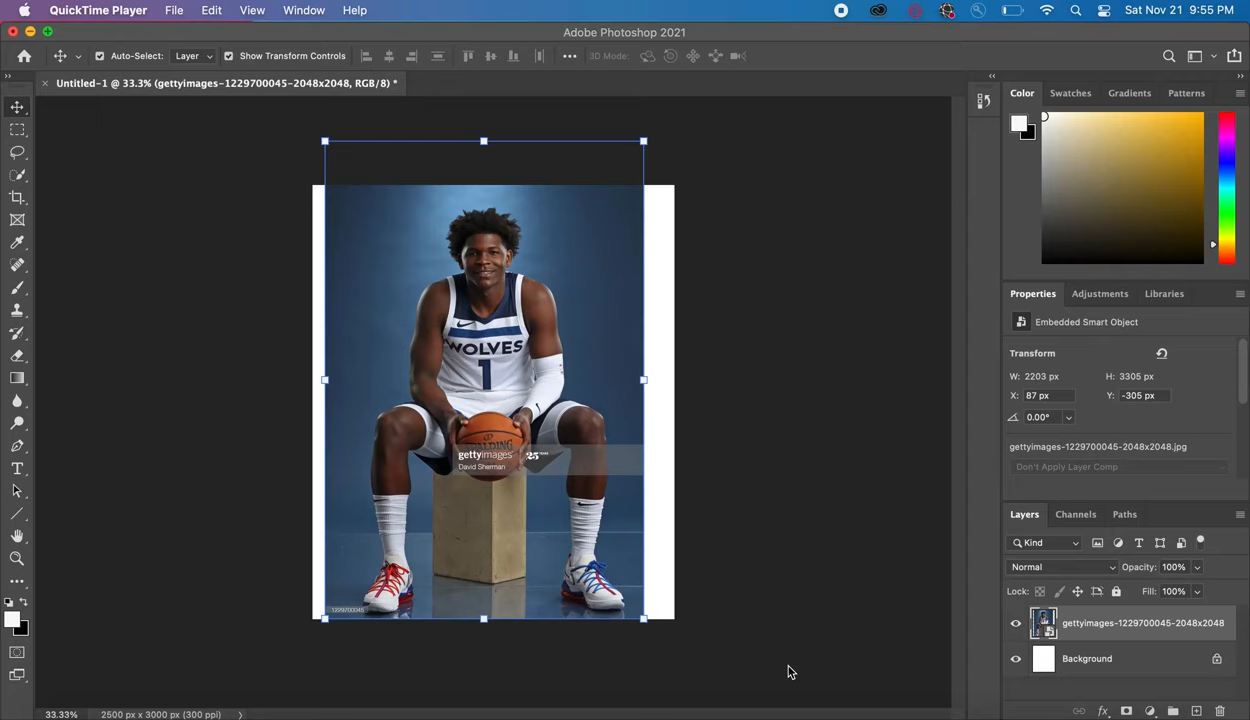 QuickTime Player File Edit View Window Help Sat Nov 21 9:55 PM
Adobe Photoshop 2021
Auto-Select: Layer Show Transform Controls 3D Mode:
Untitled-1 @ 33.3% (gettyimages-1229700045-2048x2048, RGB/8) *
WOLVES
1
SPALDING
gettyimages 25
David Sherman
1229700045
33.33% 2500 px x 3000 px (300 ppi)
Color Swatches Gradients Patterns
Properties Adjustments Libraries
Embedded Smart Object
Transform
W: 2203 px H: 3305 px
X: 87 px Y: -305 px
0.00°
gettyimages-1229700045-2048x2048.jpg
Don't Apply Layer Comp
Layers Channels Paths
Kind
Normal Opacity: 100%
Lock: Fill: 100%
gettyimages-1229700045-2048x2048
Background